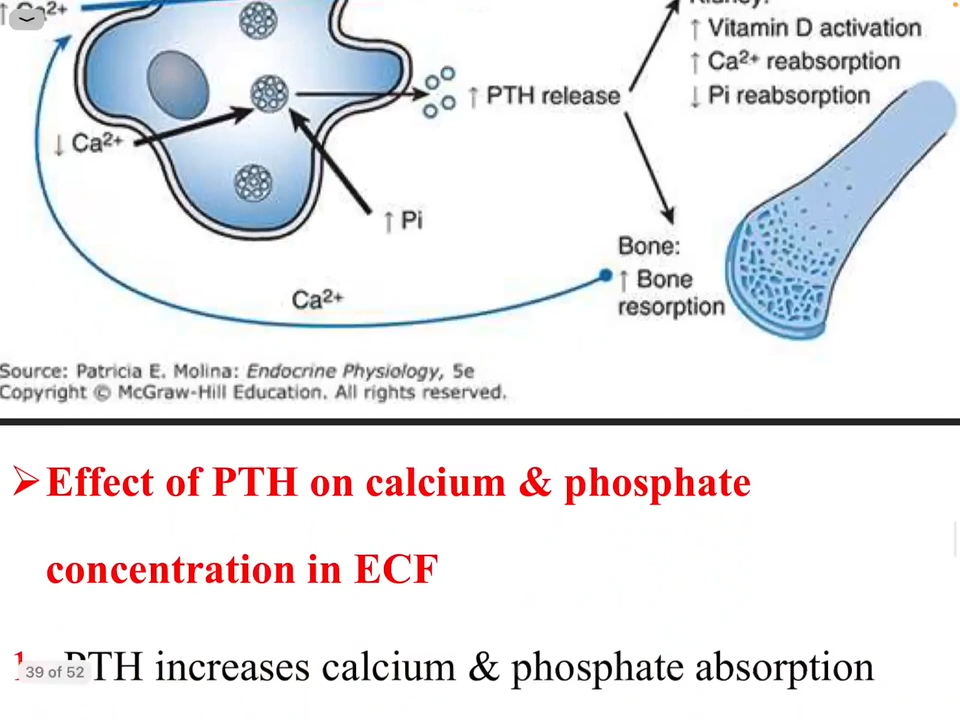 ↑ Vitamin D activation
↑ Ca2+ reabsorption
↓ Pi reabsorption
↑ PTH release
↓ Ca2+
↑ Pi
Bone:
↑ Bone
resorption
Ca2+
Source: Patricia E. Molina: Endocrine Physiology, 5e
Copyright © McGraw-Hill Education. All rights reserved.
➢Effect of PTH on calcium & phosphate
concentration in ECF
PTH increases calcium & phosphate absorption
39 of 52